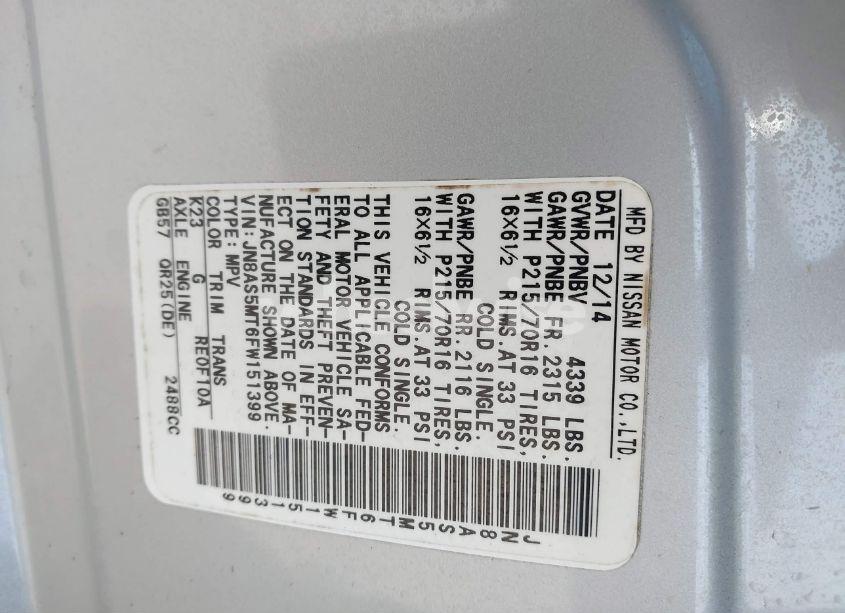 MFD BY NISSAN MOTOR CO.,LTD.
DATE 12/14
GVWR/PNBV 4339 LBS.
GAWR/PNBE FR. 2315 LBS.
WITH P215/70R16 TIRES,
16X6½ RIMS.AT 33 PSI
COLD SINGLE.
GAWR/PNBE RR. 2116 LBS.
WITH P215/70R16 TIRES,
16X6½ RIMS.AT 33 PSI
COLD SINGLE.
THIS VEHICLE CONFORMS
TO ALL APPLICABLE FED-
ERAL MOTOR VEHICLE SA-
FETY AND THEFT PREVEN-
TION STANDARDS IN EFF-
ECT ON THE DATE OF MA-
NUFACTURE SHOWN ABOVE.
VIN:JN8AS5MT6FW151399
TYPE:MPV
COLOR TRIM TRANS
K23 G RE0F10A
AXLE ENGINE
GB57 QR25(DE) 2488CC
JN8AS5MT6FW151399